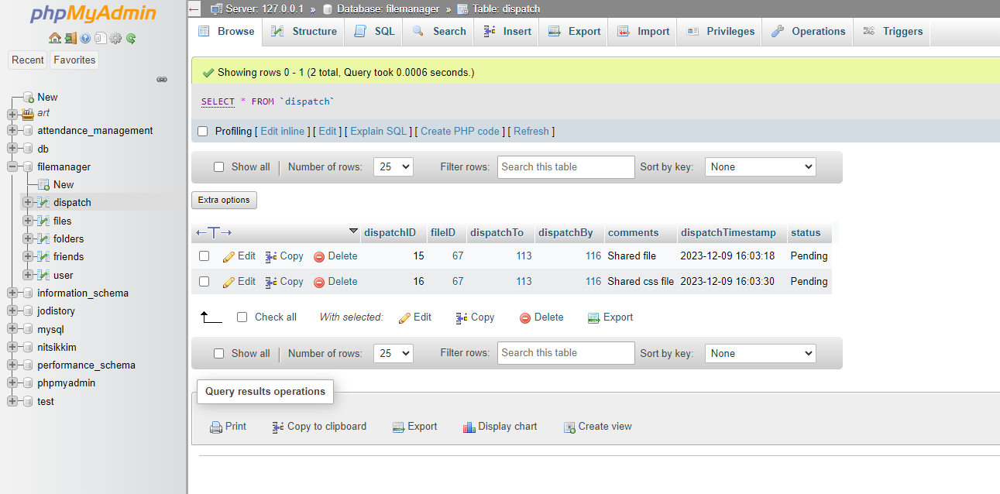 phpMyAdmin
Recent Favorites
New
art
attendance_management
db
filemanager
New
dispatch
files
folders
friends
user
information_schema
jodistory
mysql
nitsikkim
performance_schema
phpmyadmin
test
Server: 127.0.0.1 » Database: filemanager » Table: dispatch
Browse Structure SQL Search Insert Export Import Privileges Operations Triggers
Showing rows 0 - 1 (2 total, Query took 0.0006 seconds.)
SELECT * FROM `dispatch`
Profiling [ Edit inline ] [ Edit ] [ Explain SQL ] [ Create PHP code ] [ Refresh ]
Show all Number of rows: 25 Filter rows: Search this table Sort by key: None
Extra options
←T→ dispatchID fileID dispatchTo dispatchBy comments dispatchTimestamp status
Edit Copy Delete 15 67 113 116 Shared file 2023-12-09 16:03:18 Pending
Edit Copy Delete 16 67 113 116 Shared css file 2023-12-09 16:03:30 Pending
Check all With selected: Edit Copy Delete Export
Show all Number of rows: 25 Filter rows: Search this table Sort by key: None
Query results operations
Print Copy to clipboard Export Display chart Create view